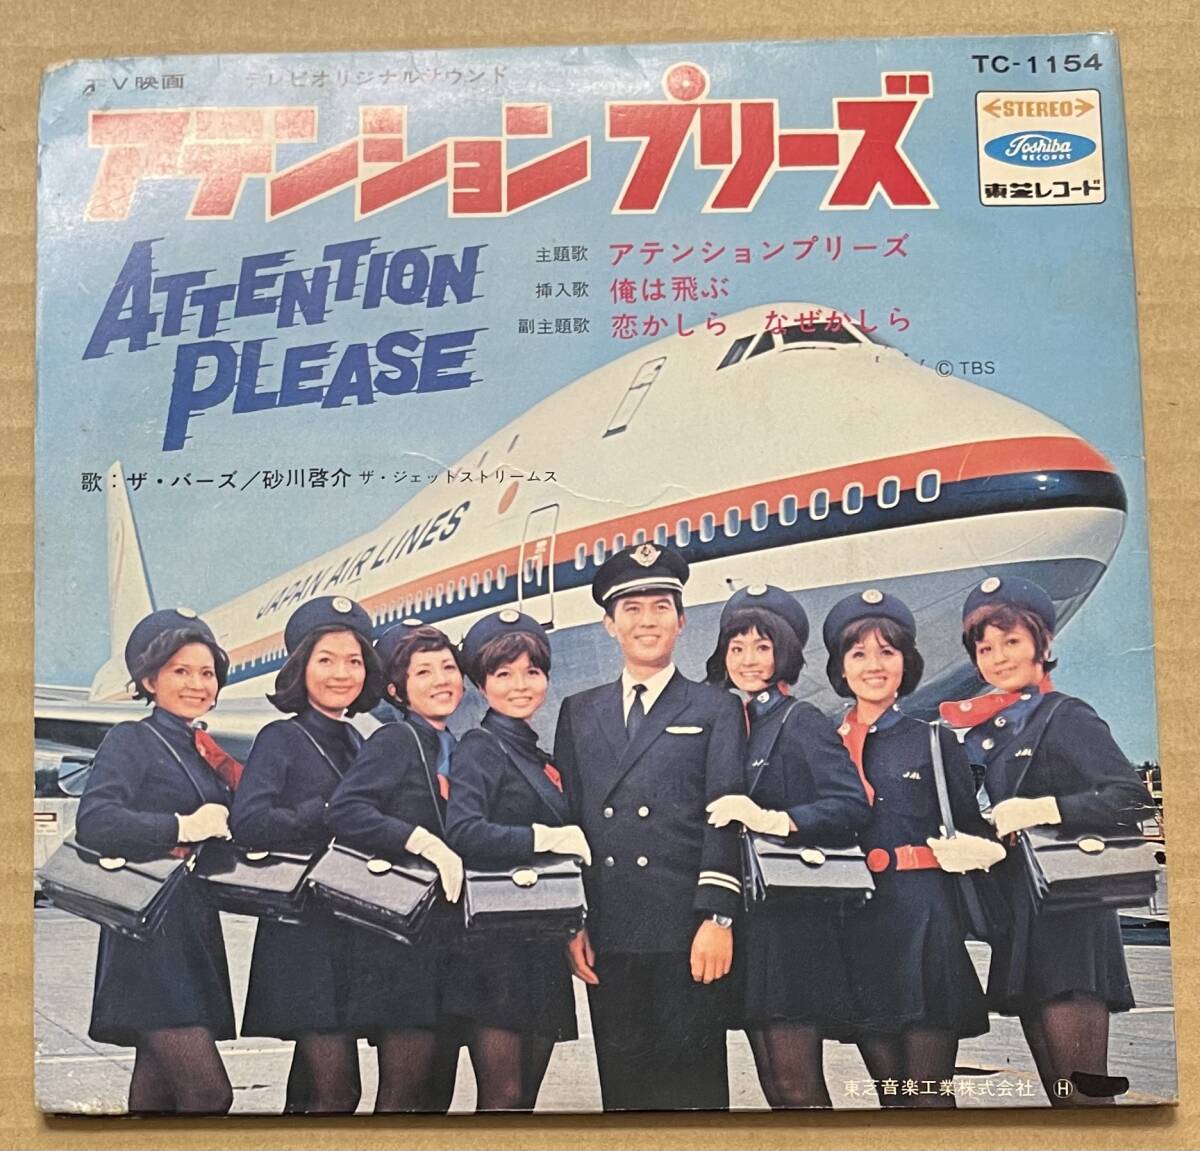 TV映画 テレビオリジナルサウンド
TC-1154
アテンションプリーズ
STEREO
Toshiba
RECORDS
東芝レコード
ATTENTION
PLEASE
主題歌 アテンションプリーズ
挿入歌 俺は飛ぶ
副主題歌 恋かしら なぜかしら
© TBS
歌:ザ・バーズ/砂川啓介 ザ・ジェットストリームス
JAPAN AIR LINES
JAL
JAL
東芝音楽工業株式会社 Ⓗ